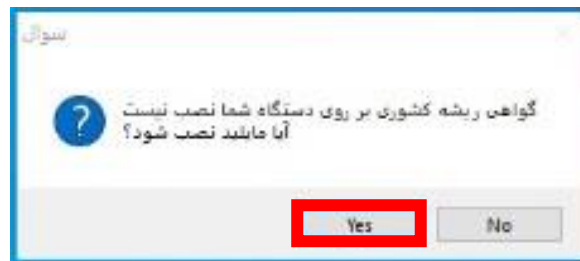 سوال
گواهی ریشه کشوری بر روی دستگاه شما نصب نیست
آیا مایلید نصب شود؟
Yes
No